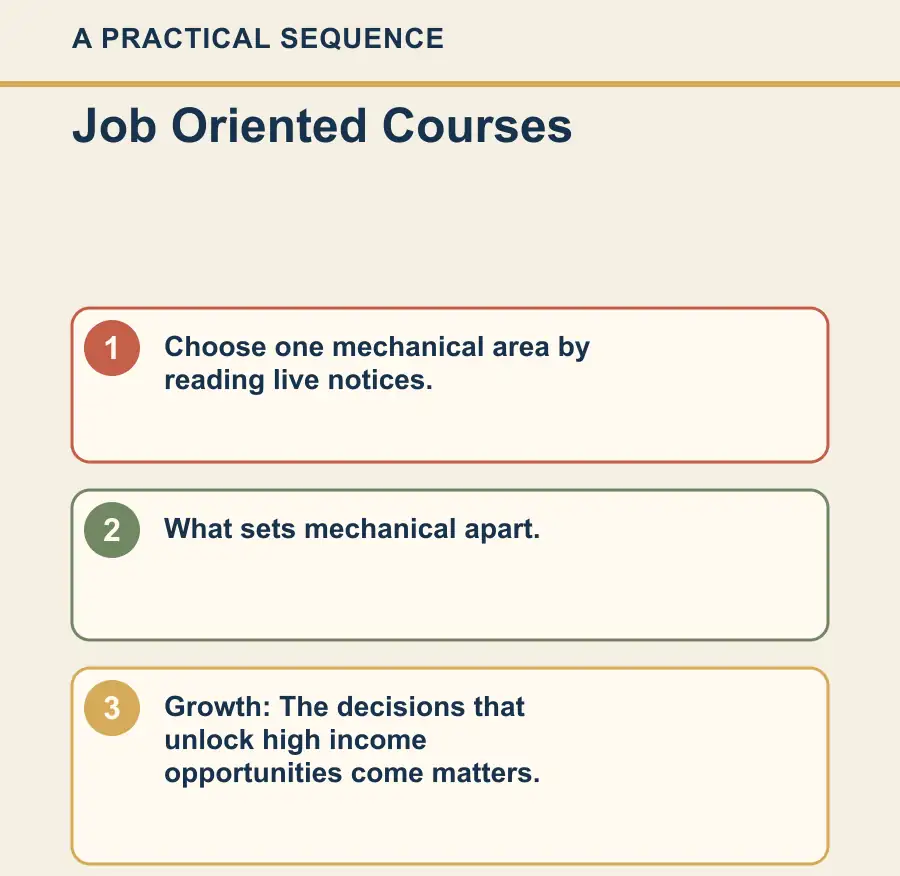 A PRACTICAL SEQUENCE
Job Oriented Courses
1
Choose one mechanical area by
reading live notices.
2
What sets mechanical apart.
3
Growth: The decisions that
unlock high income
opportunities come matters.